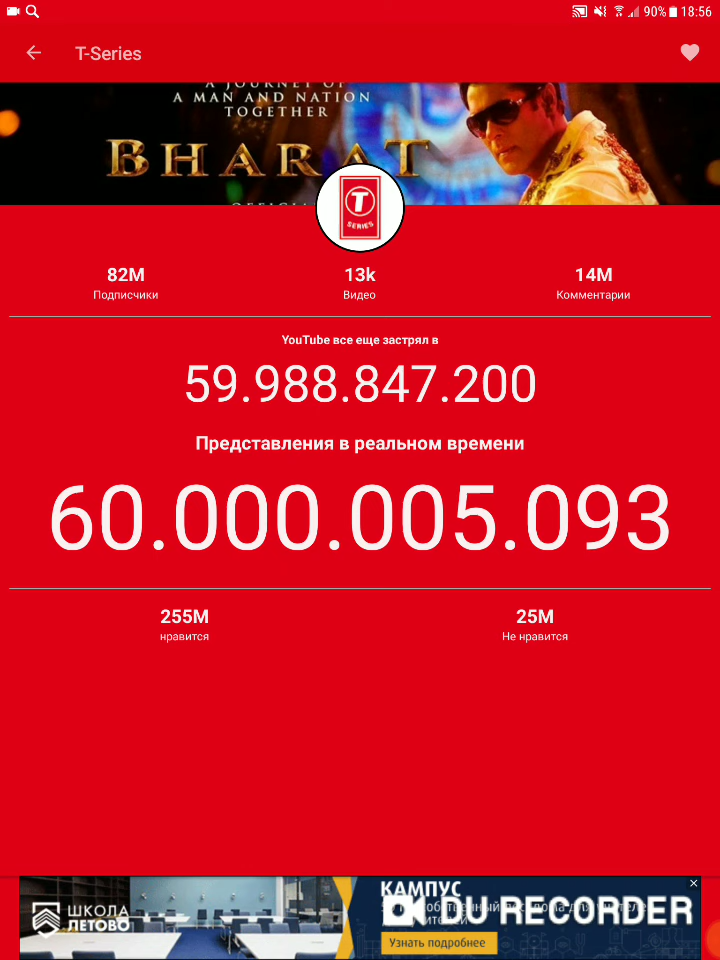 90% 18:56
T-Series
A JOURNEY OF
A MAN AND NATION
TOGETHER
BHARAT
OFFICIAL
T
SERIES
82M
13k
14M
Подписчики
Видео
Комментарии
YouTube все еще застрял в
59.988.847.200
Представления в реальном времени
60.000.005.093
255M
25M
нравится
Не нравится
ШКОЛА
ЛЕТОВО
КАМПУС
DU RECORDER
Узнать подробнее